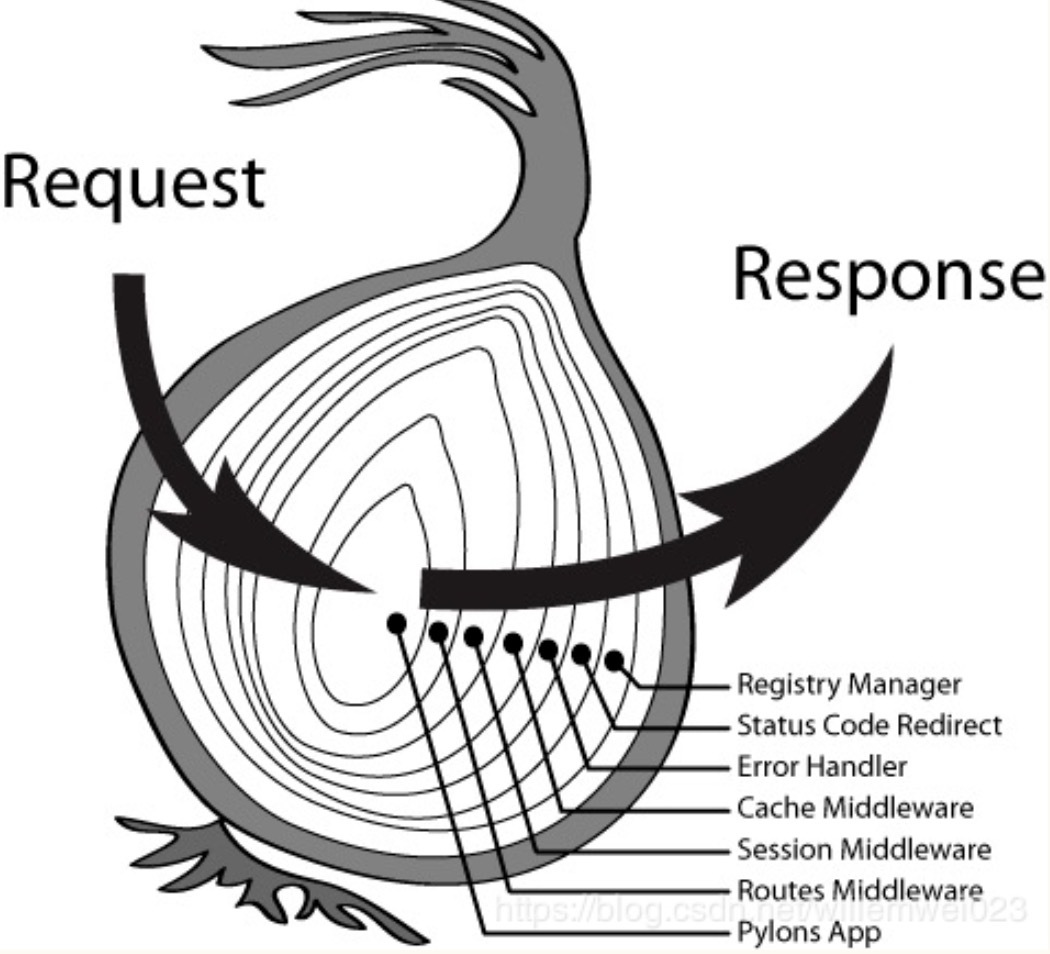 Request
Response
Registry Manager
Status Code Redirect
Error Handler
Cache Middleware
Session Middleware
Routes Middleware
https://blog.csdn.net/willemwei023
Pylons App